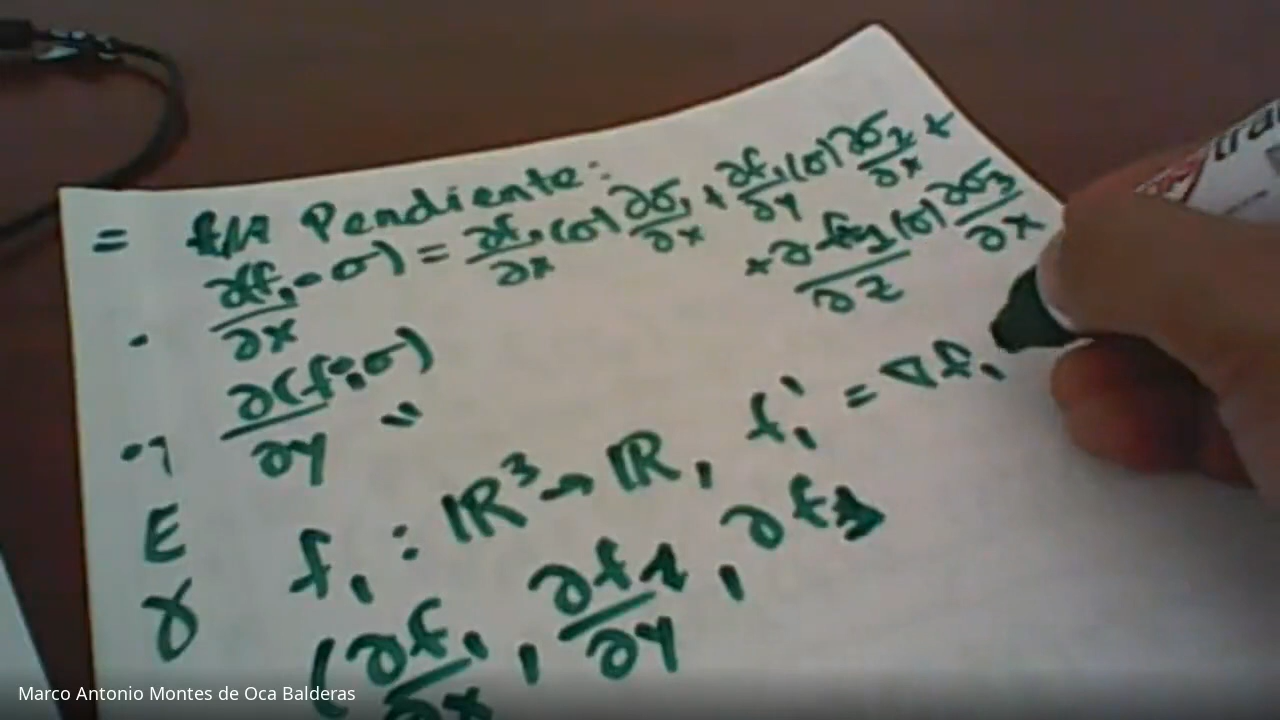 = Pendiente:
∂(f₁∘σ)/∂x = ∂f₁/∂x (σ) ∂σ₁/∂x + ∂f₁/∂y (σ) ∂σ₂/∂x +
+ ∂f₁/∂z (σ) ∂σ₃/∂x
∂(f₁∘σ)/∂y "
E f₁ : ℝ³ → ℝ, f₁' = ∇f₁
γ (∂f₁/∂x, ∂f₁/∂y, ∂f₁
Marco Antonio Montes de Oca Balderas